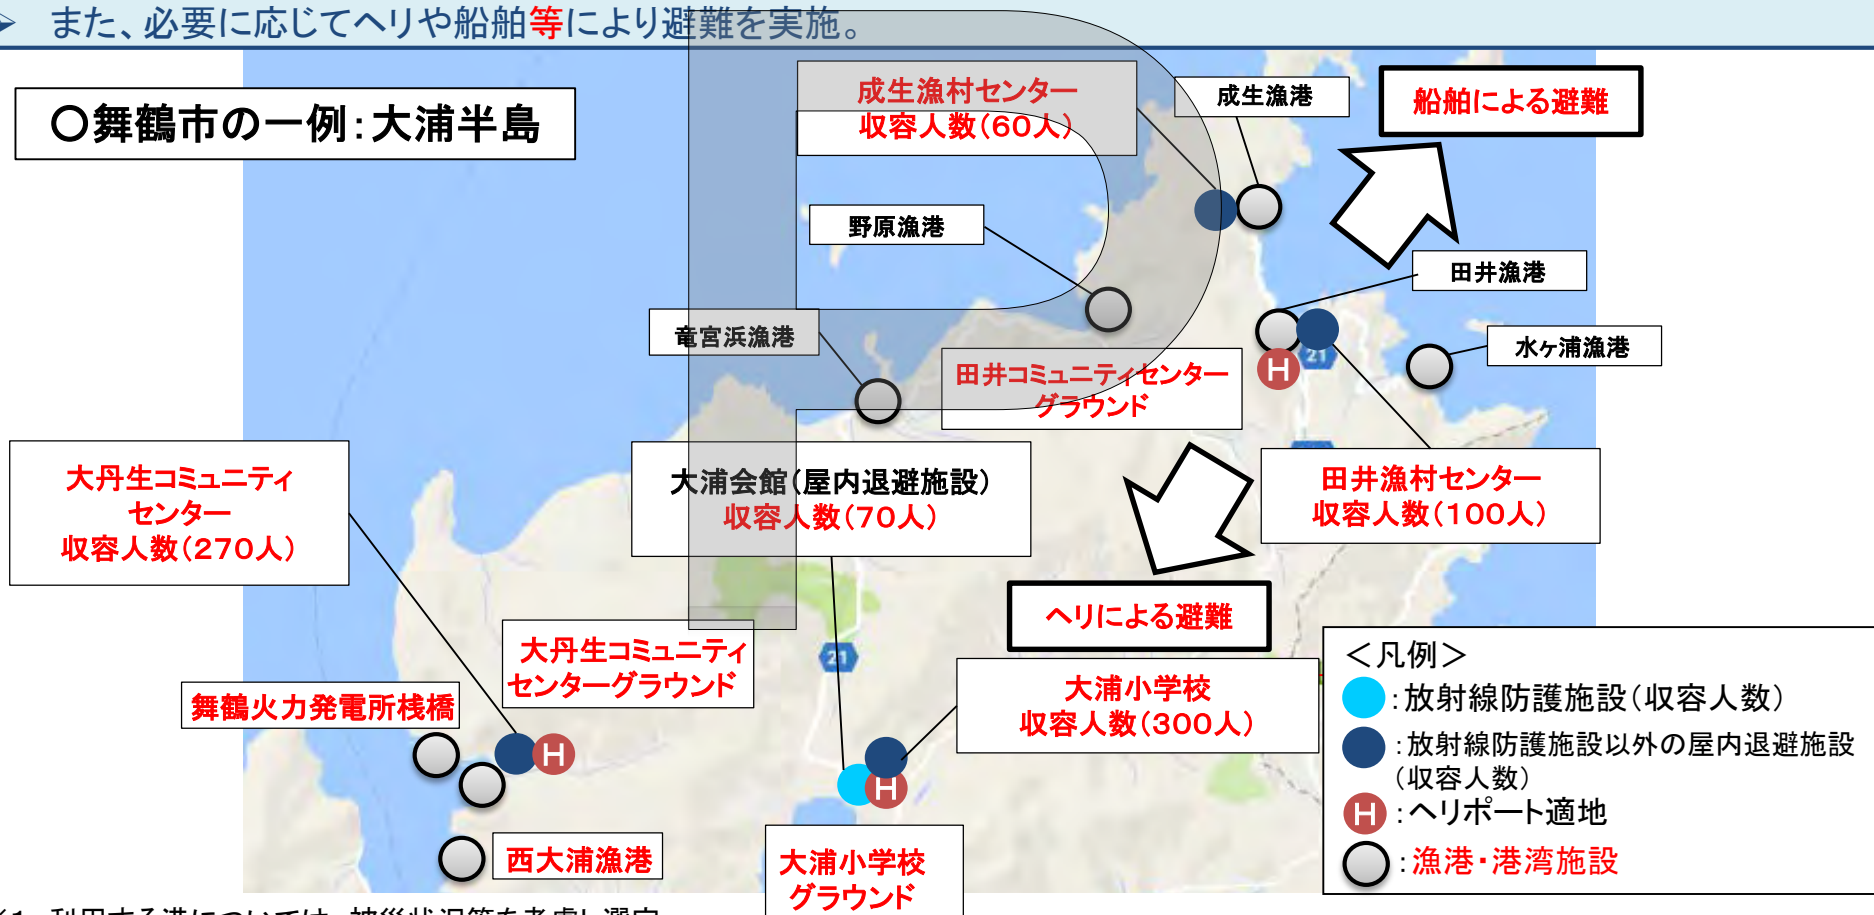 また、必要に応じてヘリや船舶等により避難を実施。
〇舞鶴市の一例：大浦半島
成生漁村センター
収容人数（60人）
成生漁港
船舶による避難
野原漁港
田井漁港
竜宮浜漁港
水ヶ浦漁港
田井コミュニティセンター
グラウンド
21
H
大丹生コミュニティ
センター
収容人数（270人）
大浦会館（屋内退避施設）
収容人数（70人）
田井漁村センター
収容人数（100人）
ヘリによる避難
大丹生コミュニティ
センターグラウンド
21
舞鶴火力発電所桟橋
大浦小学校
収容人数（300人）
H
H
西大浦漁港
大浦小学校
グラウンド
＜凡例＞
：放射線防護施設（収容人数）
：放射線防護施設以外の屋内退避施設
（収容人数）
H：ヘリポート適地
：漁港・港湾施設